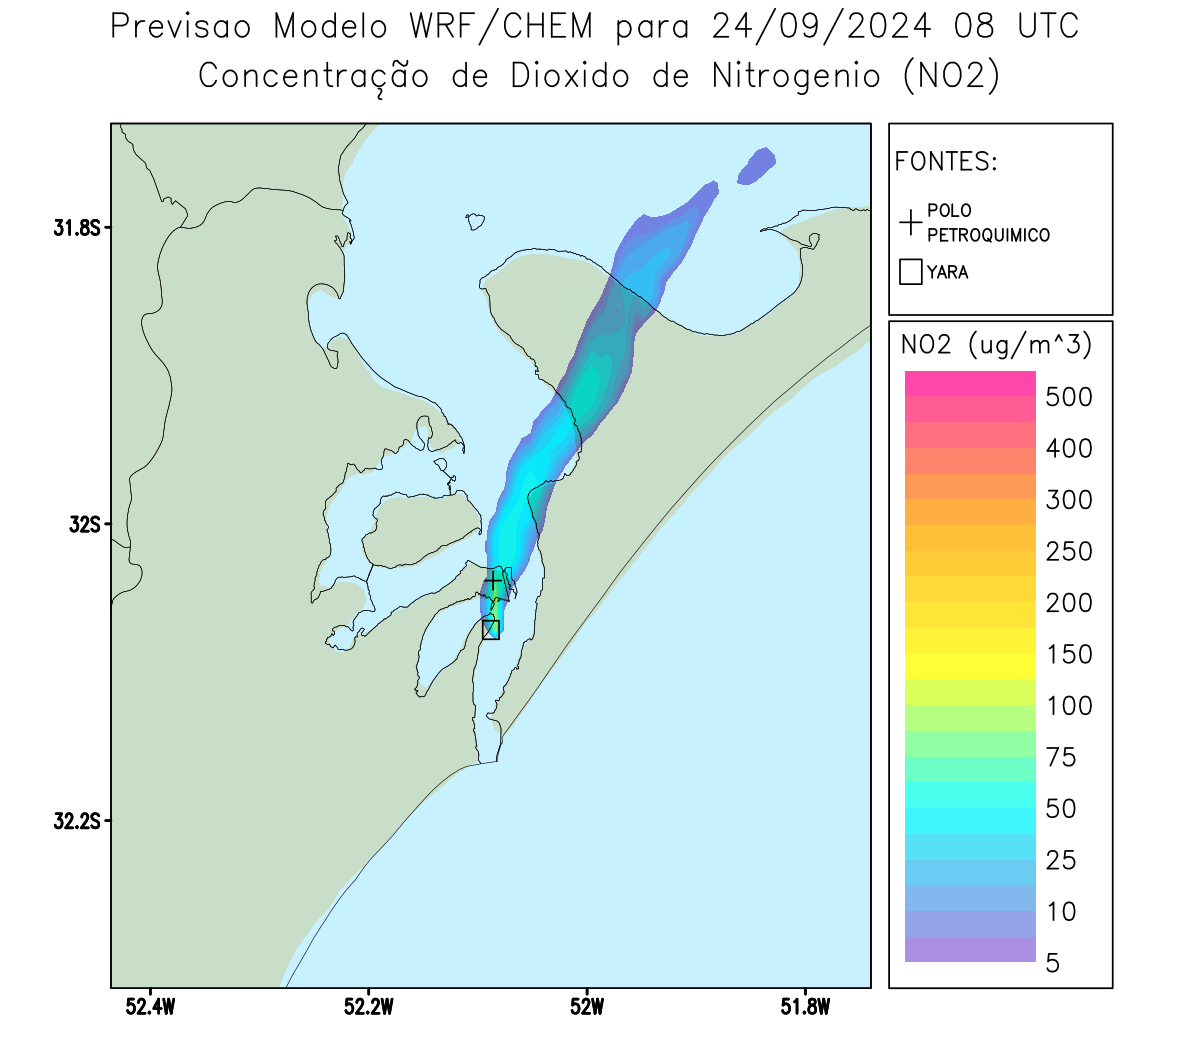 Previsao Modelo WRF/CHEM para 24/09/2024 08 UTC
Concentração de Dioxido de Nitrogenio (NO2)
FONTES:
POLO
PETROQUIMICO
YARA
NO2 (ug/m^3)
500
400
300
250
200
150
100
75
50
25
10
5
31.8S
32S
32.2S
52.4W
52.2W
52W
51.8W